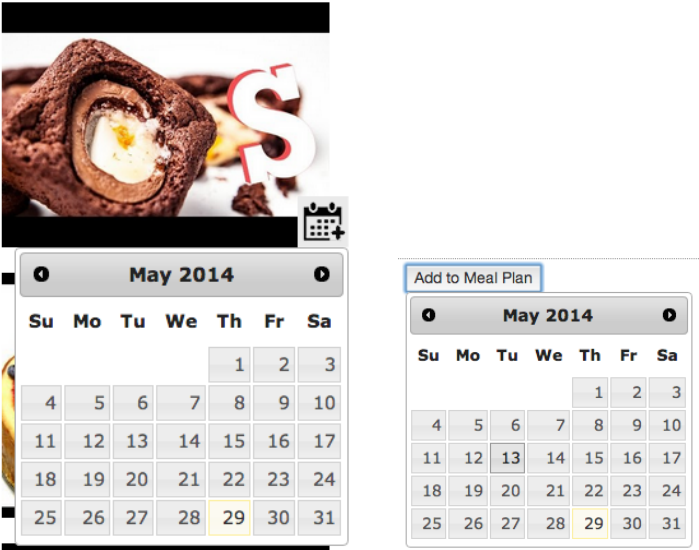 S
May 2014
Su Mo Tu We Th Fr Sa
1 2 3
4 5 6 7 8 9 10
11 12 13 14 15 16 17
18 19 20 21 22 23 24
25 26 27 28 29 30 31
Add to Meal Plan
May 2014
Su Mo Tu We Th Fr Sa
1 2 3
4 5 6 7 8 9 10
11 12 13 14 15 16 17
18 19 20 21 22 23 24
25 26 27 28 29 30 31